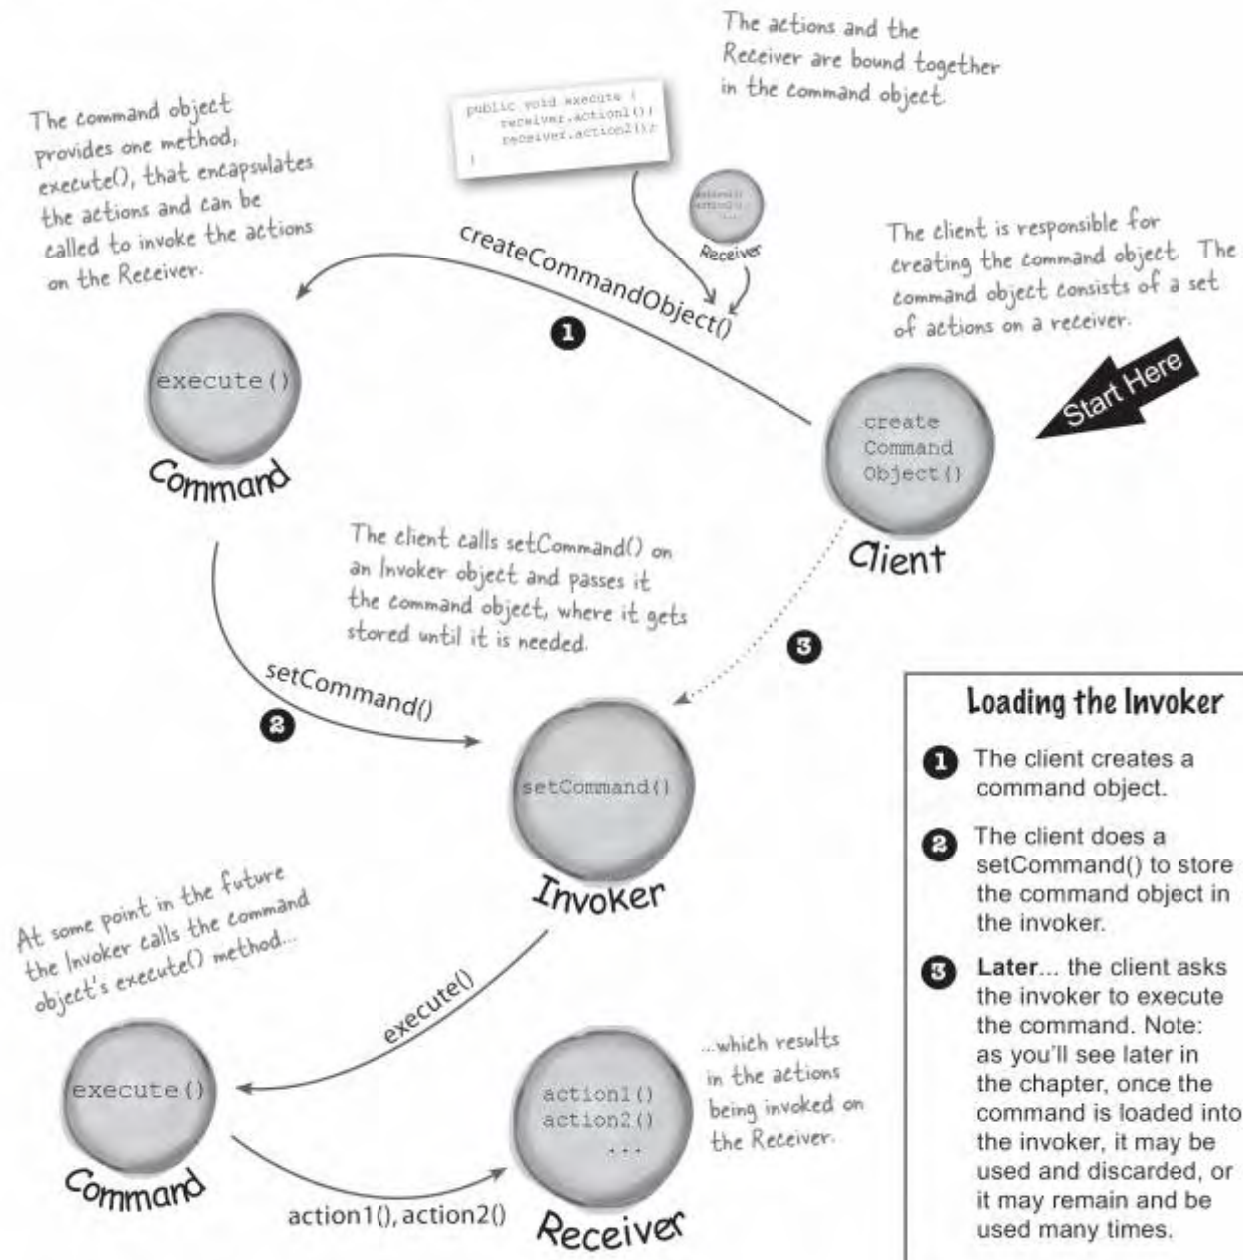 The actions and the
Receiver are bound together
in the command object.
The command object
provides one method,
execute(), that encapsulates
the actions and can be
called to invoke the actions
on the Receiver.
public void execute {
receiver.action1();
receiver.action2();
}
action1()
action2()
...
Receiver
createCommandObject()
1
The client is responsible for
creating the command object. The
command object consists of a set
of actions on a receiver.
Start Here
execute()
Command
create
Command
Object()
Client
The client calls setCommand() on
an Invoker object and passes it
the command object, where it gets
stored until it is needed.
3
setCommand()
2
setCommand()
Invoker
Loading the Invoker
1 The client creates a
command object.
2 The client does a
setCommand() to store
the command object in
the invoker.
3 Later... the client asks
the invoker to execute
the command. Note:
as you'll see later in
the chapter, once the
command is loaded into
the invoker, it may be
used and discarded, or
it may remain and be
used many times.
At some point in the future
the Invoker calls the command
object's execute() method...
execute()
execute()
Command
action1(), action2()
action1()
action2()
...
Receiver
...which results
in the actions
being invoked on
the Receiver.